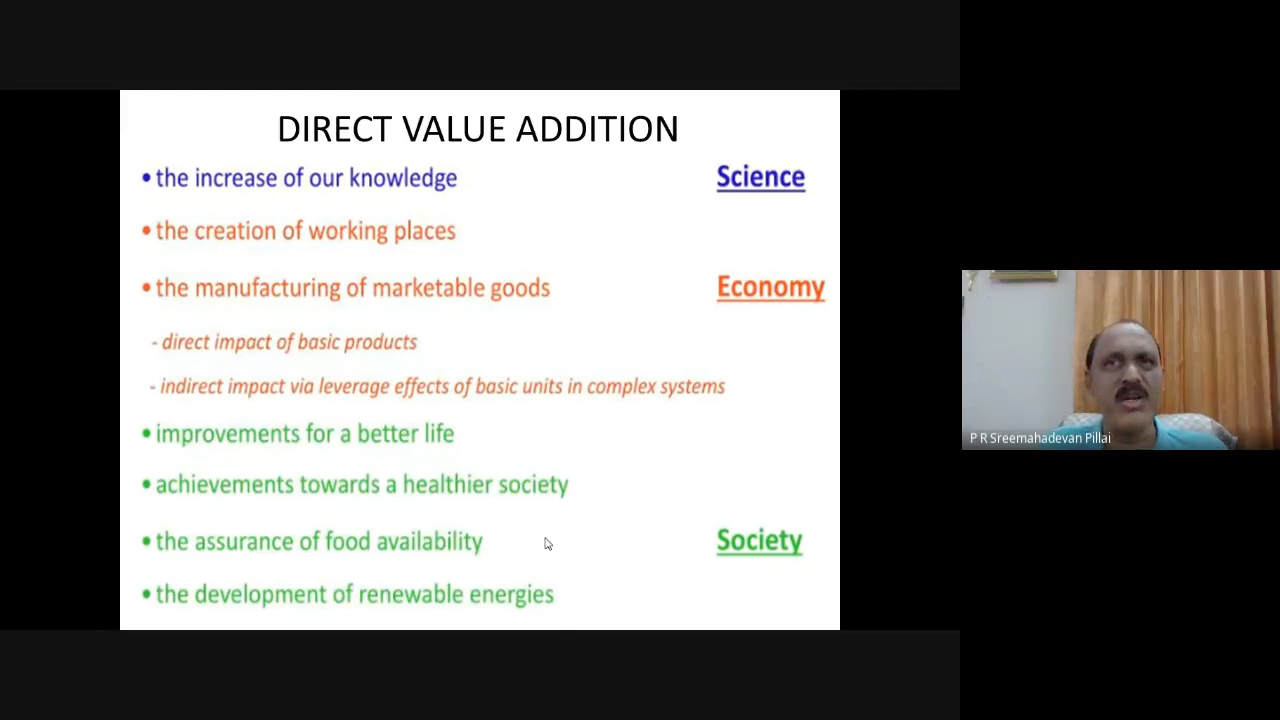 DIRECT VALUE ADDITION
• the increase of our knowledge Science
• the creation of working places
• the manufacturing of marketable goods Economy
- direct impact of basic products
- indirect impact via leverage effects of basic units in complex systems
• improvements for a better life
• achievements towards a healthier society
• the assurance of food availability Society
• the development of renewable energies
P R Sreemahadevan Pillai